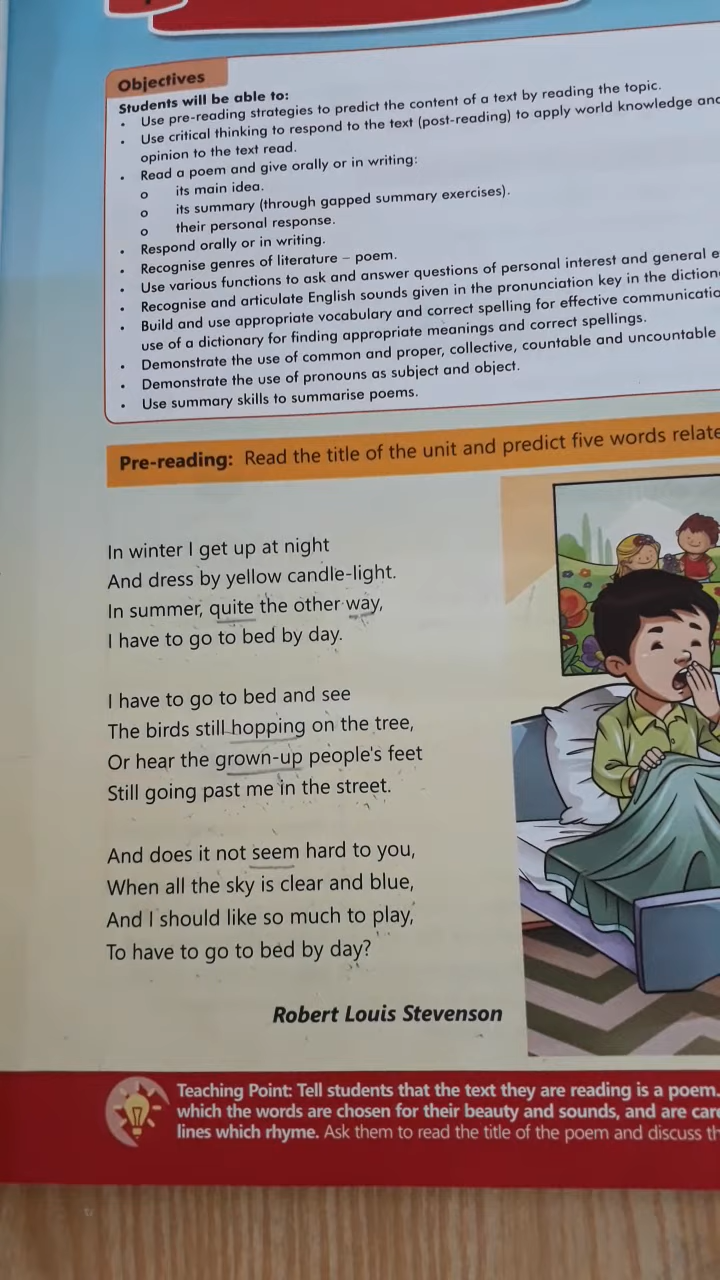 Objectives
Students will be able to:
• Use pre-reading strategies to predict the content of a text by reading the topic.
• Use critical thinking to respond to the text (post-reading) to apply world knowledge and
opinion to the text read.
• Read a poem and give orally or in writing:
o its main idea.
o its summary (through gapped summary exercises).
o their personal response.
• Respond orally or in writing.
• Recognise genres of literature – poem.
• Use various functions to ask and answer questions of personal interest and general
• Recognise and articulate English sounds given in the pronunciation key in the
• Build and use appropriate vocabulary and correct spelling for effective
use of a dictionary for finding appropriate meanings and correct spellings.
• Demonstrate the use of common and proper, collective, countable and uncountable
• Demonstrate the use of pronouns as subject and object.
• Use summary skills to summarise poems.
Pre-reading: Read the title of the unit and predict five words
In winter I get up at night
And dress by yellow candle-light.
In summer, quite the other way,
I have to go to bed by day.
I have to go to bed and see
The birds still hopping on the tree,
Or hear the grown-up people's feet
Still going past me in the street.
And does it not seem hard to you,
When all the sky is clear and blue,
And I should like so much to play,
To have to go to bed by day?
Robert Louis Stevenson
Teaching Point: Tell students that the text they are reading is a poem.
which the words are chosen for their beauty and sounds, and are
lines which rhyme. Ask them to read the title of the poem and discuss